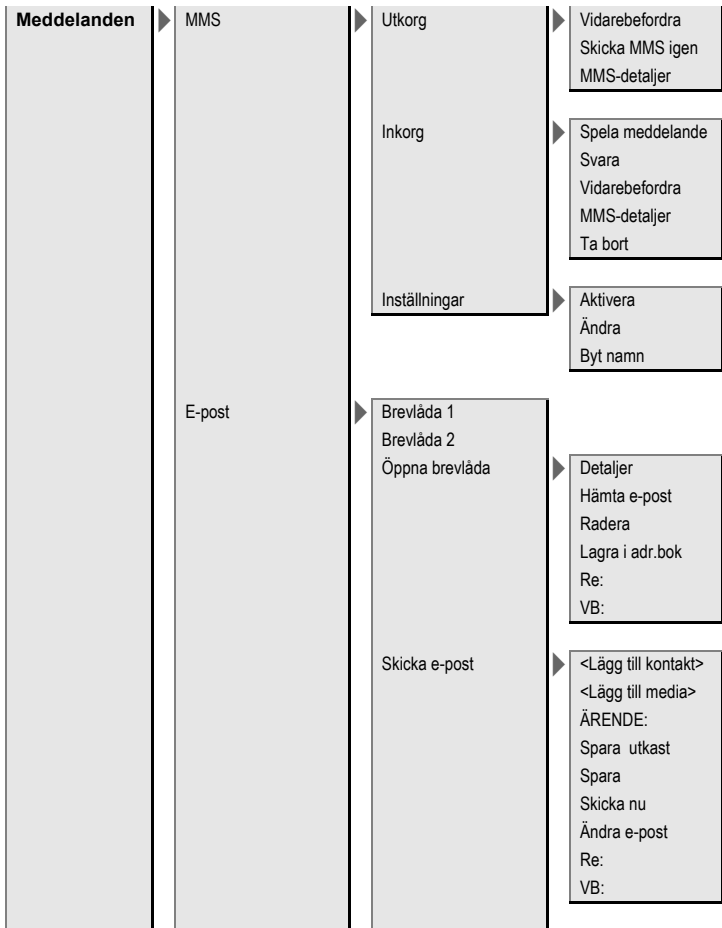 Meddelanden
MMS
Utkorg
Vidarebefordra
Skicka MMS igen
MMS-detaljer
Inkorg
Spela meddelande
Svara
Vidarebefordra
MMS-detaljer
Ta bort
Inställningar
Aktivera
Ändra
Byt namn
E-post
Brevlåda 1
Brevlåda 2
Öppna brevlåda
Detaljer
Hämta e-post
Radera
Lagra i adr.bok
Re:
VB:
Skicka e-post
<Lägg till kontakt>
<Lägg till media>
ÄRENDE:
Spara utkast
Spara
Skicka nu
Ändra e-post
Re:
VB: